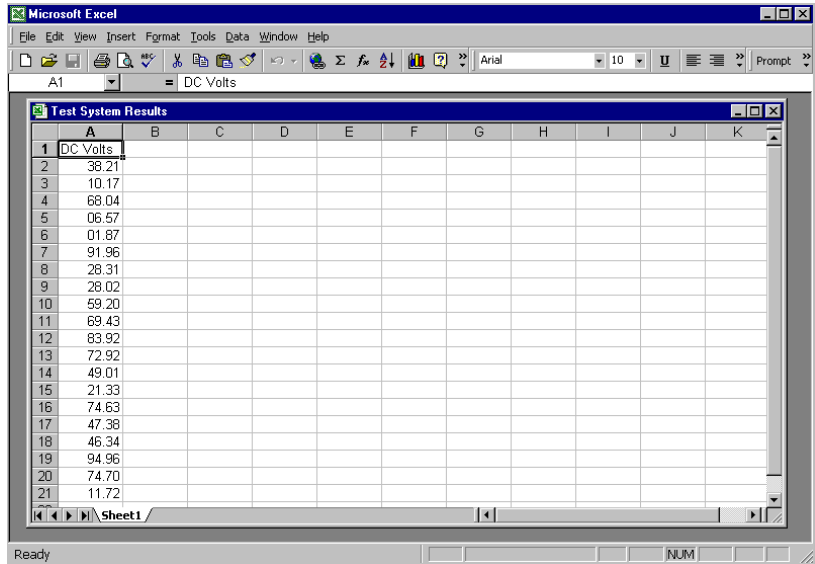 Microsoft Excel
File Edit View Insert Format Tools Data Window Help
ABC Σ fx A Z ? » Arial 10 U » Prompt »
A1 = DC Volts
Test System Results
A B C D E F G H I J K
1 DC Volts
2 38.21
3 10.17
4 68.04
5 06.57
6 01.87
7 91.96
8 28.31
9 28.02
10 59.20
11 69.43
12 83.92
13 72.92
14 49.01
15 21.33
16 74.63
17 47.38
18 46.34
19 94.96
20 74.70
21 11.72
Sheet1
Ready NUM